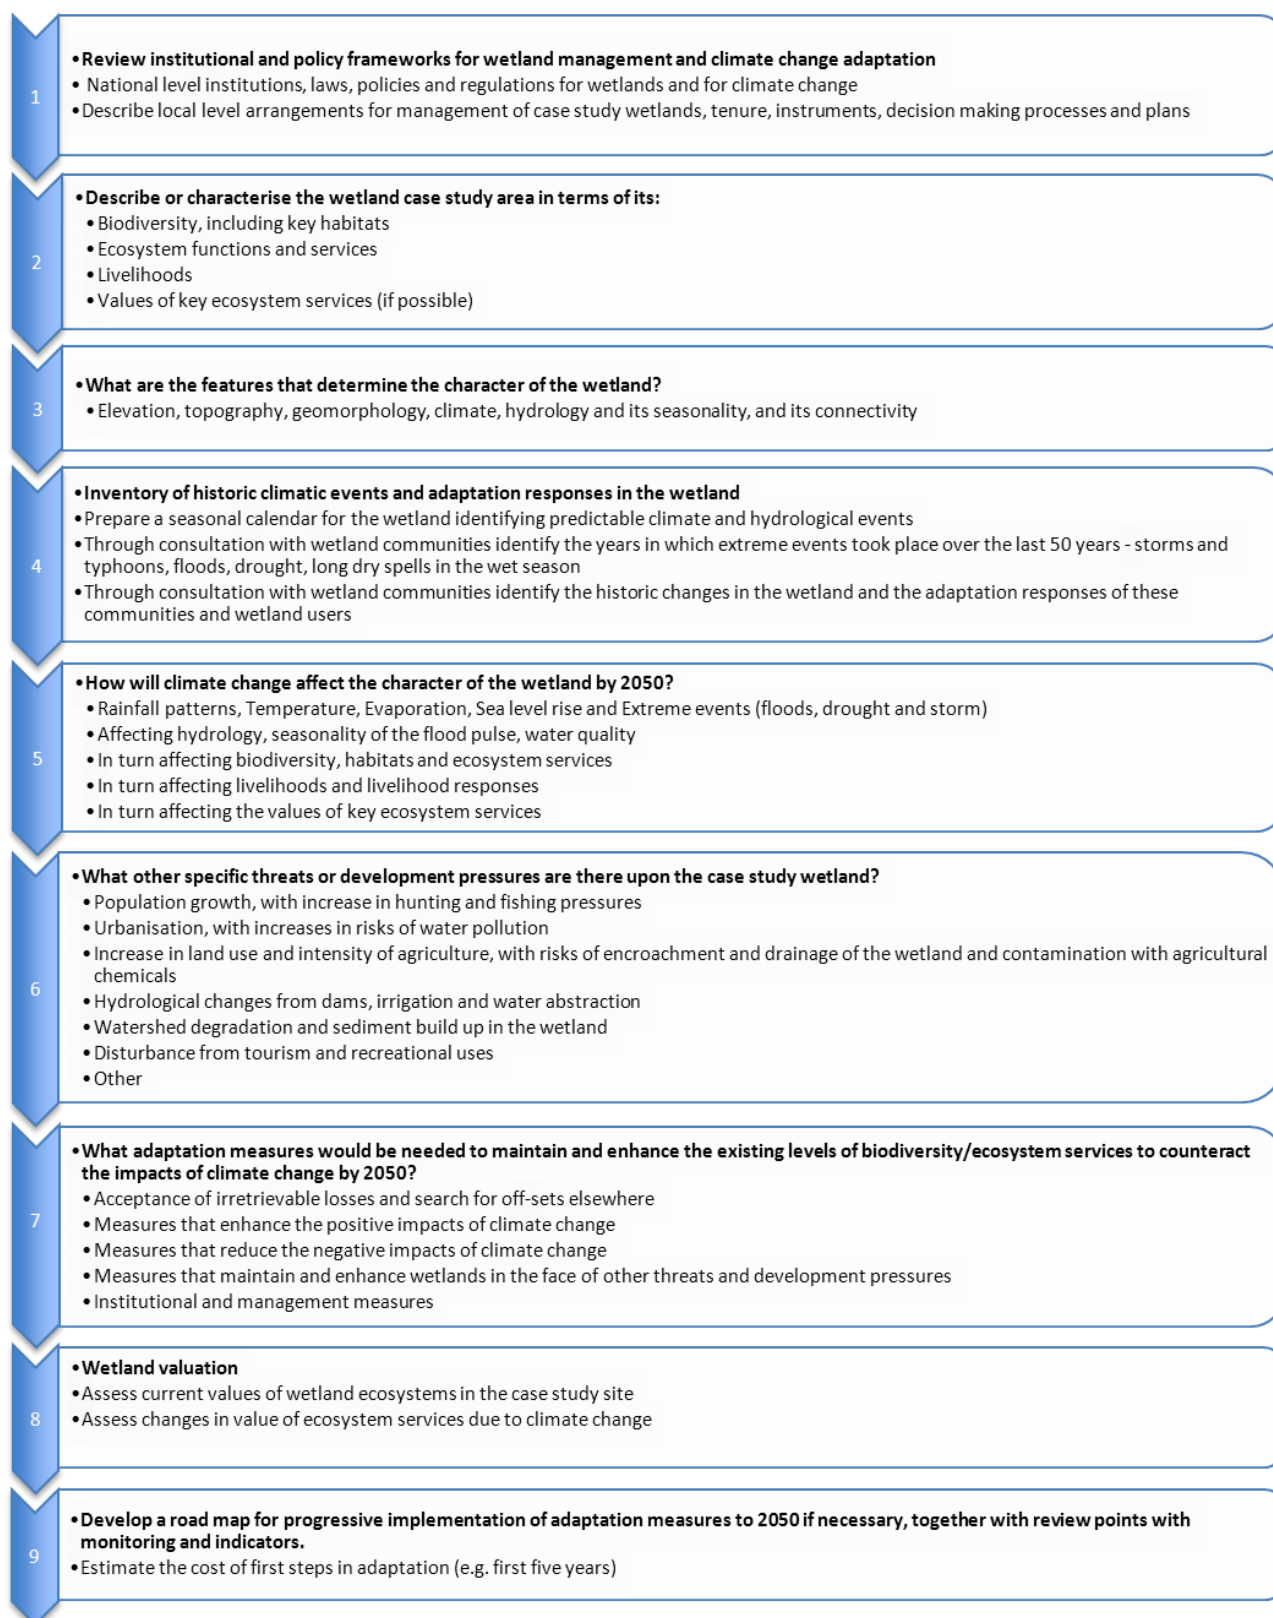 1
•Review institutional and policy frameworks for wetland management and climate change adaptation
• National level institutions, laws, policies and regulations for wetlands and for climate change
•Describe local level arrangements for management of case study wetlands, tenure, instruments, decision making processes and plans
2
•Describe or characterise the wetland case study area in terms of its:
•Biodiversity, including key habitats
•Ecosystem functions and services
•Livelihoods
•Values of key ecosystem services (if possible)
3
•What are the features that determine the character of the wetland?
•Elevation, topography, geomorphology, climate, hydrology and its seasonality, and its connectivity
4
•Inventory of historic climatic events and adaptation responses in the wetland
•Prepare a seasonal calendar for the wetland identifying predictable climate and hydrological events
•Through consultation with wetland communities identify the years in which extreme events took place over the last 50 years - storms and
typhoons, floods, drought, long dry spells in the wet season
•Through consultation with wetland communities identify the historic changes in the wetland and the adaptation responses of these
communities and wetland users
5
•How will climate change affect the character of the wetland by 2050?
•Rainfall patterns, Temperature, Evaporation, Sea level rise and Extreme events (floods, drought and storm)
•Affecting hydrology, seasonality of the flood pulse, water quality
•In turn affecting biodiversity, habitats and ecosystem services
•In turn affecting livelihoods and livelihood responses
•In turn affecting the values of key ecosystem services
6
•What other specific threats or development pressures are there upon the case study wetland?
•Population growth, with increase in hunting and fishing pressures
•Urbanisation, with increases in risks of water pollution
•Increase in land use and intensity of agriculture, with risks of encroachment and drainage of the wetland and contamination with agricultural
chemicals
•Hydrological changes from dams, irrigation and water abstraction
•Watershed degradation and sediment build up in the wetland
•Disturbance from tourism and recreational uses
•Other
7
•What adaptation measures would be needed to maintain and enhance the existing levels of biodiversity/ecosystem services to counteract
the impacts of climate change by 2050?
•Acceptance of irretrievable losses and search for off-sets elsewhere
•Measures that enhance the positive impacts of climate change
•Measures that reduce the negative impacts of climate change
•Measures that maintain and enhance wetlands in the face of other threats and development pressures
•Institutional and management measures
8
•Wetland valuation
•Assess current values of wetland ecosystems in the case study site
•Assess changes in value of ecosystem services due to climate change
9
•Develop a road map for progressive implementation of adaptation measures to 2050 if necessary, together with review points with
monitoring and indicators.
•Estimate the cost of first steps in adaptation (e.g. first five years)